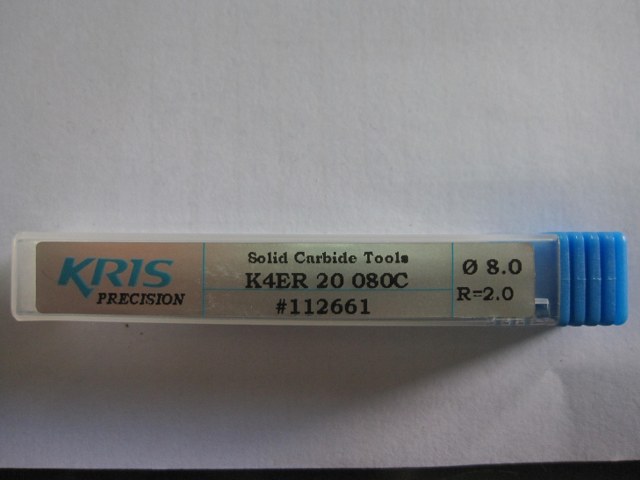 KRIS
PRECISION
Solid Carbide Tools
K4ER 20 080C
#112661
Ø 8.0
R=2.0